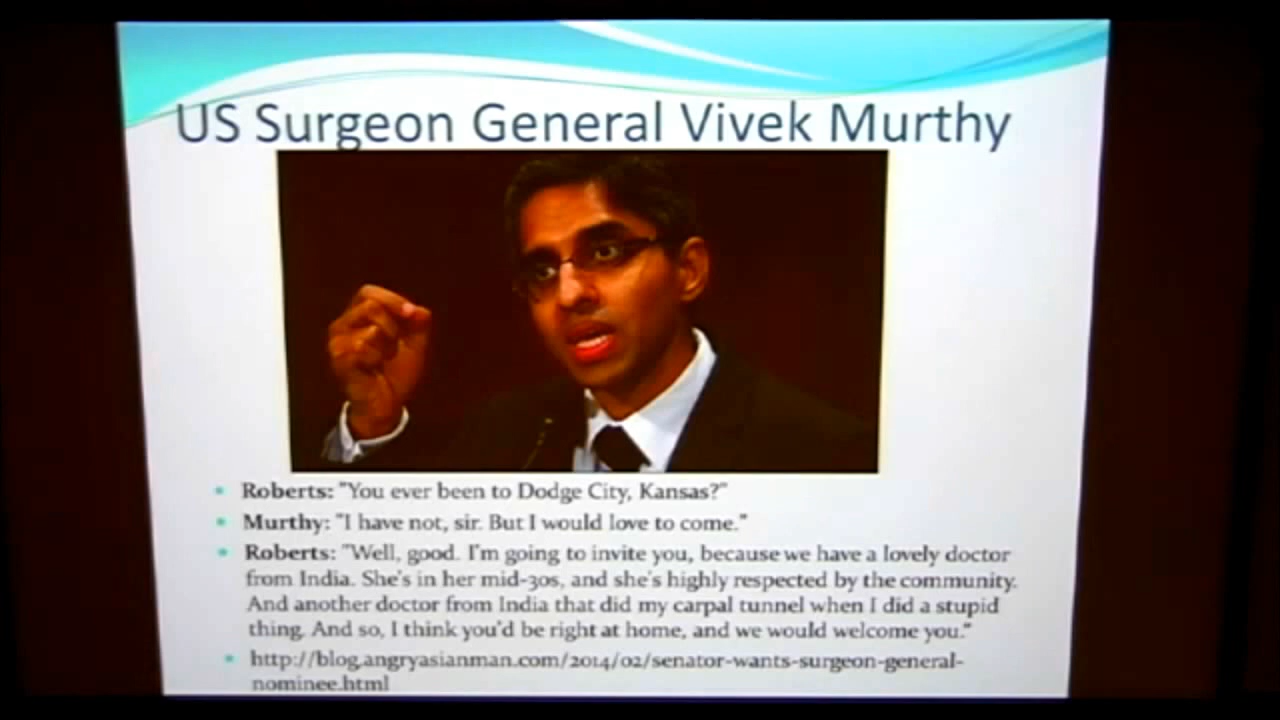 US Surgeon General Vivek Murthy
Roberts: "You ever been to Dodge City, Kansas?"
Murthy: "I have not, sir. But I would love to come."
Roberts: "Well, good. I'm going to invite you, because we have a lovely doctor
from India. She's in her mid-30s, and she's highly respected by the community.
And another doctor from India that did my carpal tunnel when I did a stupid
thing. And so, I think you'd be right at home, and we would welcome you."
http://blog.angryasianman.com/2014/02/senator-wants-surgeon-general-
nominee.html